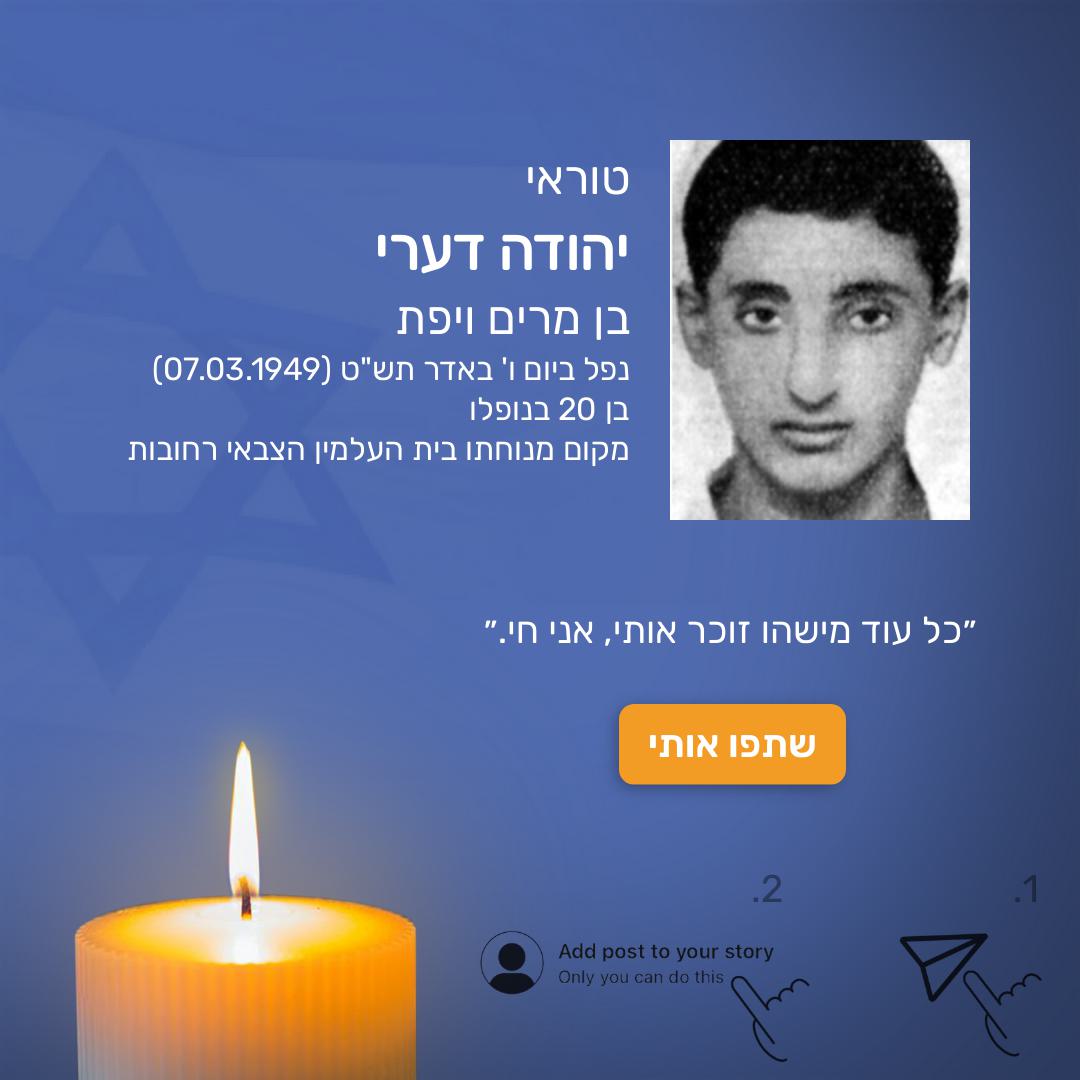 טוראי
יהודה דערי
בן מרים ויפת
נפל ביום ו' באדר תש"ט (07.03.1949)
בן 20 בנופלו
מקום מנוחתו בית העלמין הצבאי רחובות
״כל עוד מישהו זוכר אותי, אני חי.״
שתפו אותי
.1
.2
Add post to your story
Only you can do this